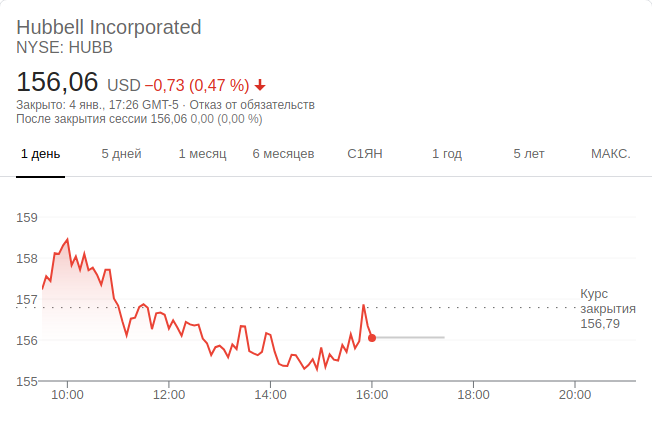 Hubbell Incorporated
NYSE: HUBB
156,06 USD −0,73 (0,47 %)
Закрыто: 4 янв., 17:26 GMT-5 · Отказ от обязательств
После закрытия сессии 156,06 0,00 (0,00 %)
1 день 5 дней 1 месяц 6 месяцев С1ЯН 1 год 5 лет МАКС.
159
158
157
156
155
Курс
закрытия
156,79
10:00 12:00 14:00 16:00 18:00 20:00